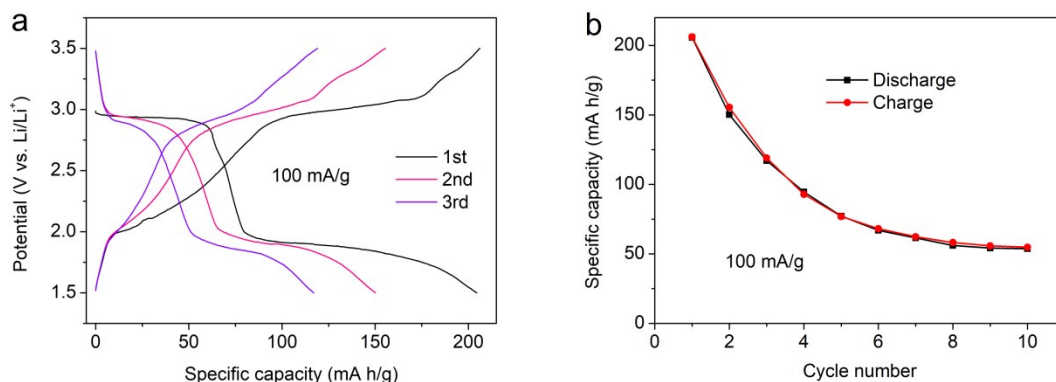 a
3.5
3.0
2.5
2.0
1.5
Potential (V vs. Li/Li⁺)
1st
2nd
3rd
100 mA/g
0 50 100 150 200
Specific capacity (mA h/g)
b
200
150
100
50
0
Specific capacity (mA h/g)
Discharge
Charge
100 mA/g
0 2 4 6 8 10
Cycle number